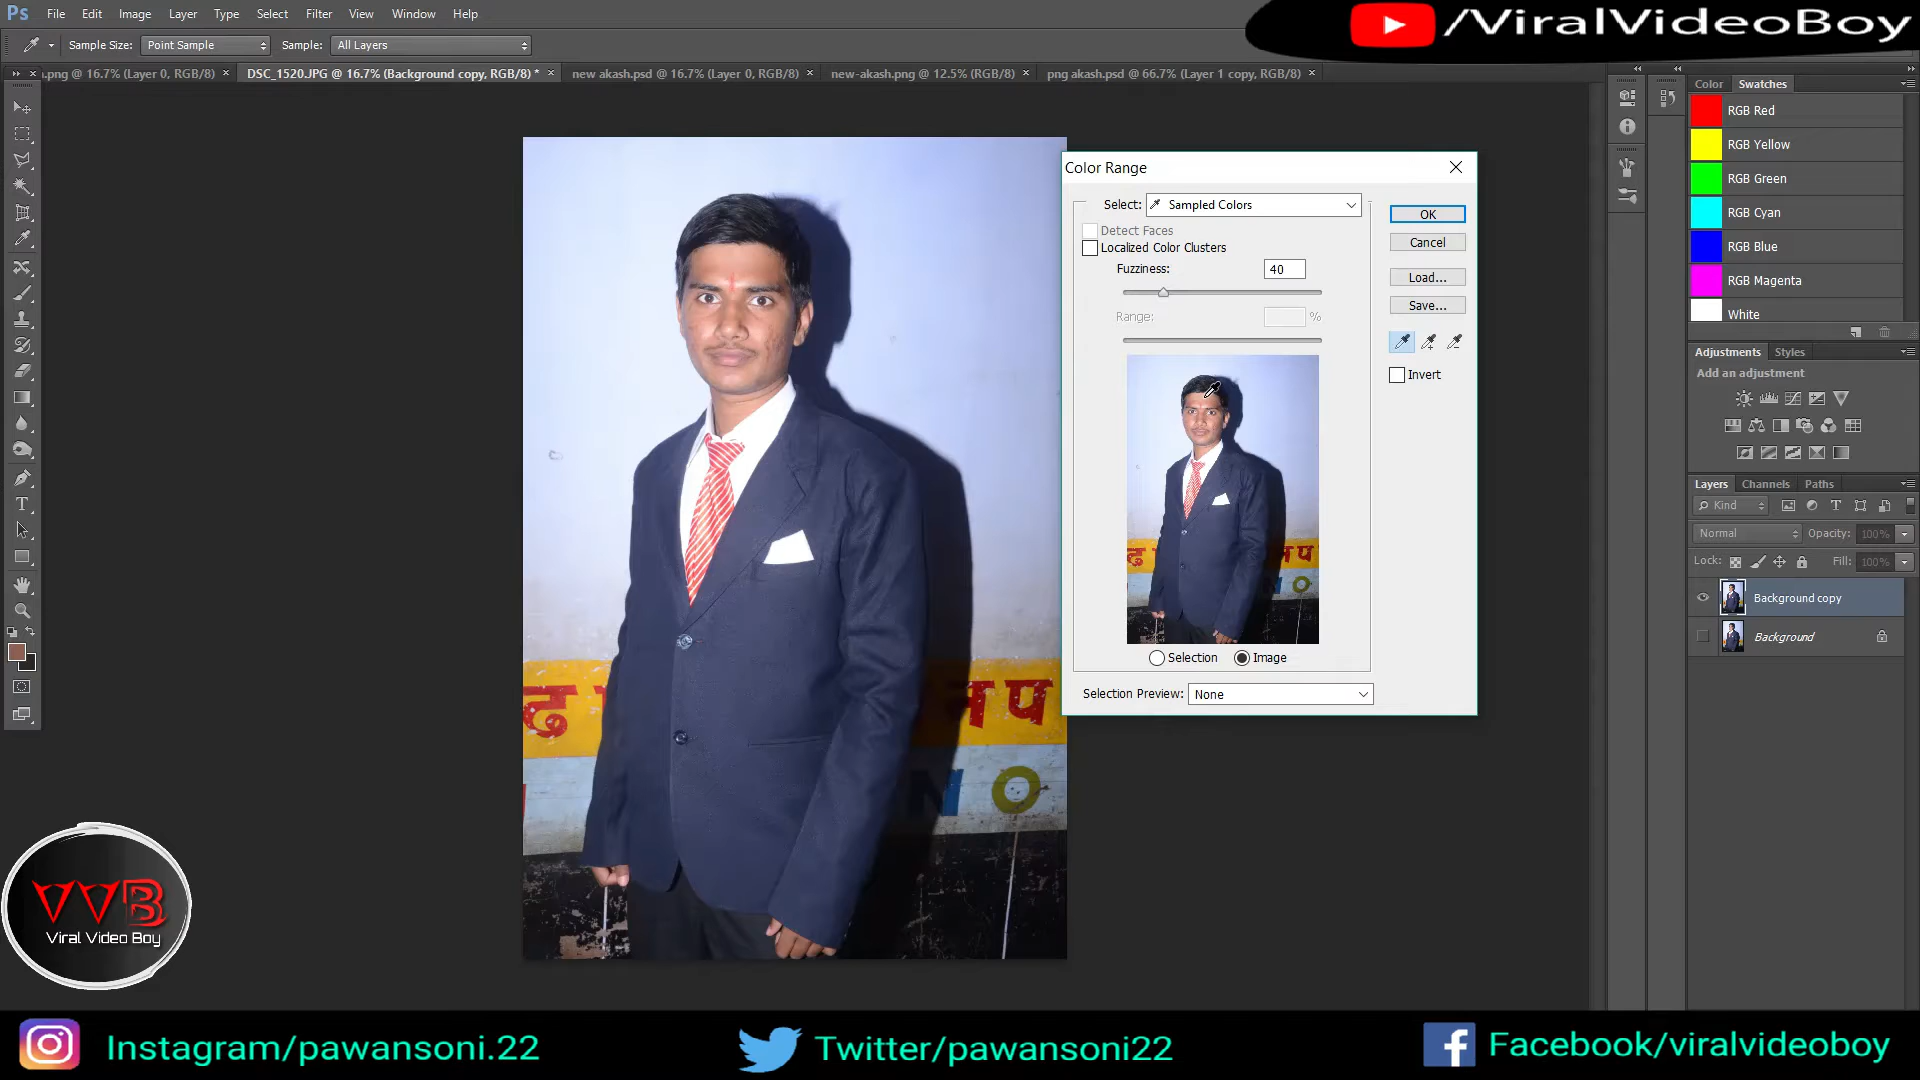 Ps File Edit Image Layer Type Select Filter View Window Help
/ViralVideoBoy
Sample Size: Point Sample Sample: All Layers
.png @ 16.7% (Layer 0, RGB/8) × DSC_1520.JPG @ 16.7% (Background copy, RGB/8) * × new akash.psd @ 16.7% (Layer 0, RGB/8) × new-akash.png @ 12.5% (RGB/8) × png akash.psd @ 66.7% (Layer 1 copy, RGB/8) ×
Color Swatches
RGB Red
RGB Yellow
RGB Green
RGB Cyan
RGB Blue
RGB Magenta
White
Color Range
Select: Sampled Colors
Detect Faces
Localized Color Clusters
Fuzziness: 40
Range: %
OK
Cancel
Load...
Save...
Invert
Selection Image
Selection Preview: None
Adjustments Styles
Add an adjustment
Layers Channels Paths
Kind
Normal Opacity: 100%
Lock: Fill: 100%
Background copy
Background
नप
NO
VVB
Viral Video Boy
Instagram/pawansoni.22
Twitter/pawansoni22
Facebook/viralvideoboy